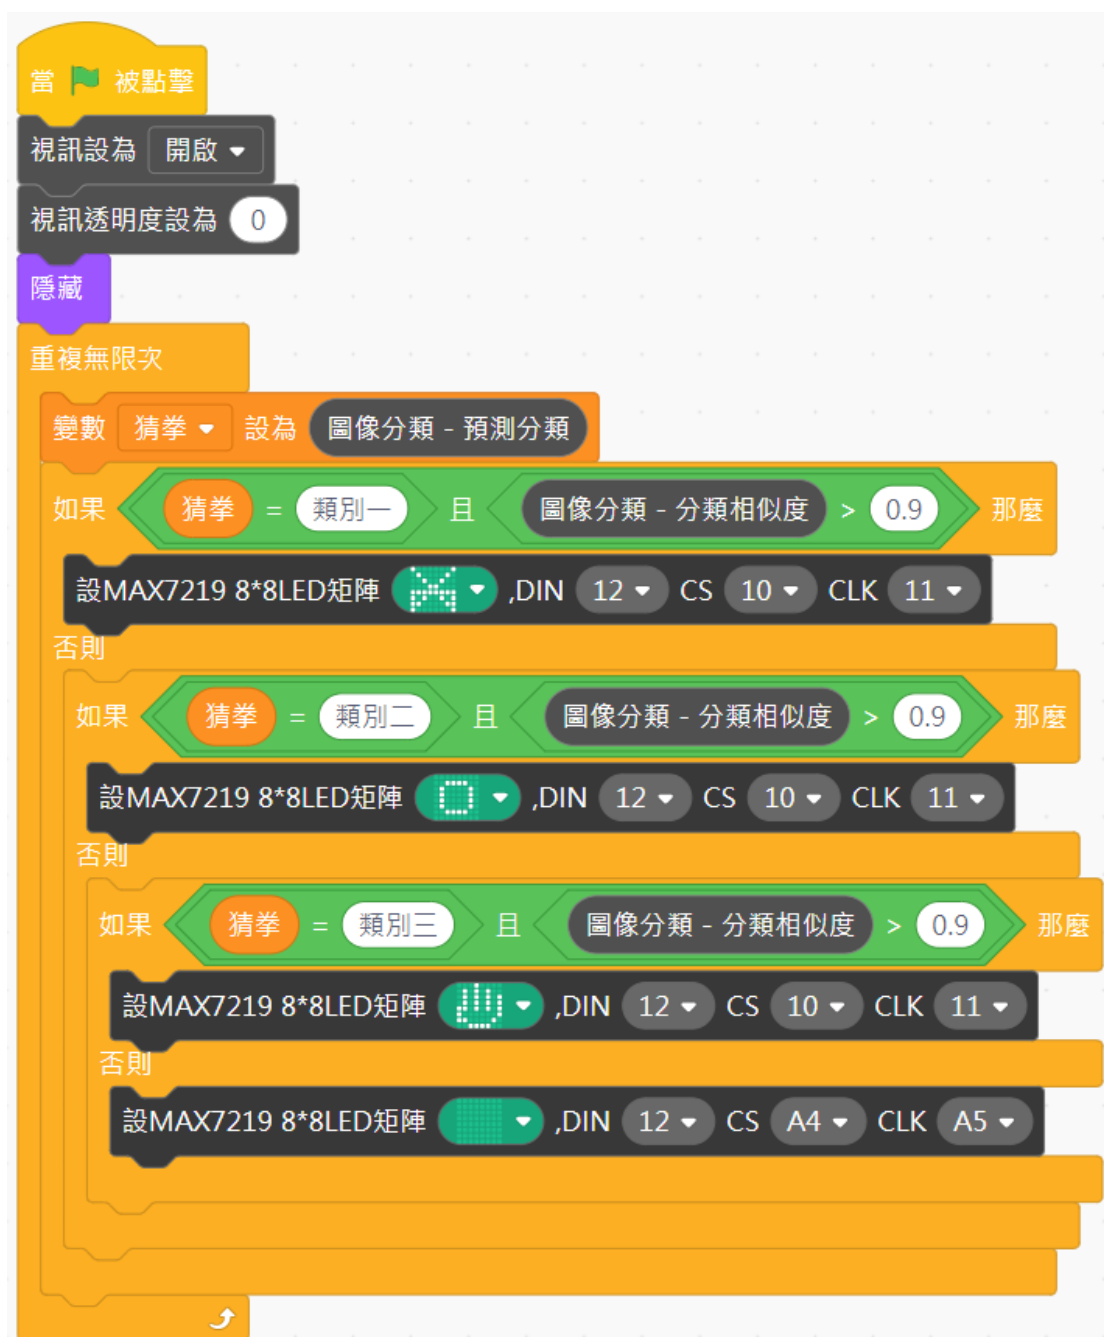 當 被點擊
視訊設為 開啟
視訊透明度設為 0
隱藏
重複無限次
變數 猜拳 設為 圖像分類 - 預測分類
如果 猜拳 = 類別一 且 圖像分類 - 分類相似度 > 0.9 那麼
設MAX7219 8*8LED矩陣 ,DIN 12 CS 10 CLK 11
否則
如果 猜拳 = 類別二 且 圖像分類 - 分類相似度 > 0.9 那麼
設MAX7219 8*8LED矩陣 ,DIN 12 CS 10 CLK 11
否則
如果 猜拳 = 類別三 且 圖像分類 - 分類相似度 > 0.9 那麼
設MAX7219 8*8LED矩陣 ,DIN 12 CS 10 CLK 11
否則
設MAX7219 8*8LED矩陣 ,DIN 12 CS A4 CLK A5